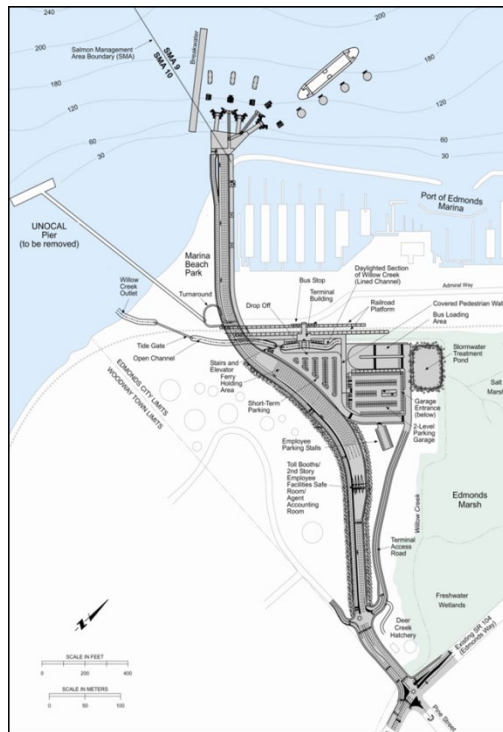 200
240
240
200
180
160
120
60
30
180
120
60
30
Salmon Management
Area Boundary (SMA)
SMA 9
SMA 10
Breakwater
UNOCAL
Pier
(to be removed)
Marina
Beach
Park
Port of Edmonds
Marina
Willow
Creek
Outlet
Turnaround
Drop Off
Bus Stop
Terminal
Building
Daylighted Section
of Willow Creek
(Lined Channel)
Admiral Way
Railroad
Platform
Covered Pedestrian Walk
Bus Loading
Area
Tide Gate
Open Channel
EDMONDS CITY LIMITS
WOODWAY TOWN LIMITS
Stairs and
Elevator
Ferry
Holding
Area
Short-Term
Parking
Stormwater
Treatment
Pond
Salt
Garage
Entrance
(below)
2-Level
Parking
Garage
Employee
Parking Stalls
Toll Booths/
2nd Story
Employee
Facilities Safe
Room/
Agent
Accounting
Room
Willow Creek
Edmonds
Marsh
Terminal
Access
Road
Freshwater
Wetlands
Deer
Creek
Hatchery
Existing SR 104
(Edmonds Way)
Pine Street
N
SCALE IN FEET
0 200 400
SCALE IN METERS
0 50 100